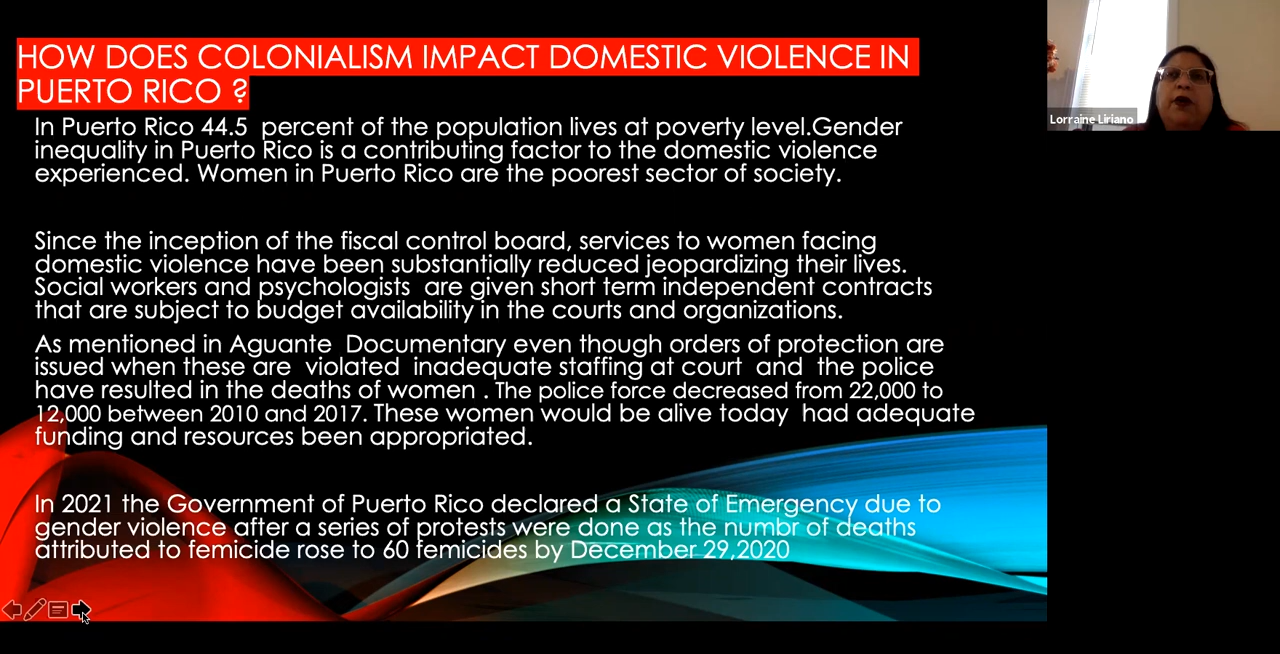 HOW DOES COLONIALISM IMPACT DOMESTIC VIOLENCE IN
PUERTO RICO ?
In Puerto Rico 44.5 percent of the population lives at poverty level.Gender
inequality in Puerto Rico is a contributing factor to the domestic violence
experienced. Women in Puerto Rico are the poorest sector of society.
Since the inception of the fiscal control board, services to women facing
domestic violence have been substantially reduced jeopardizing their lives.
Social workers and psychologists are given short term independent contracts
that are subject to budget availability in the courts and organizations.
As mentioned in Aguante Documentary even though orders of protection are
issued when these are violated inadequate staffing at court and the police
have resulted in the deaths of women . The police force decreased from 22,000 to
12,000 between 2010 and 2017. These women would be alive today had adequate
funding and resources been appropriated.
In 2021 the Government of Puerto Rico declared a State of Emergency due to
gender violence after a series of protests were done as the numbr of deaths
attributed to femicide rose to 60 femicides by December 29,2020
Lorraine Liriano